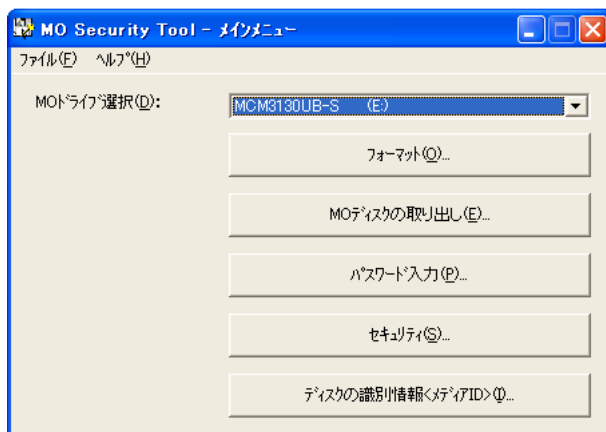 MO Security Tool - メインメニュー
ファイル(F) ヘルプ(H)
MOドライブ選択(D): MCM3130UB-S (E:)
フォーマット(O)...
MOディスクの取り出し(E)...
パスワード入力(P)...
セキュリティ(S)...
ディスクの識別情報<メディアID>(I)...